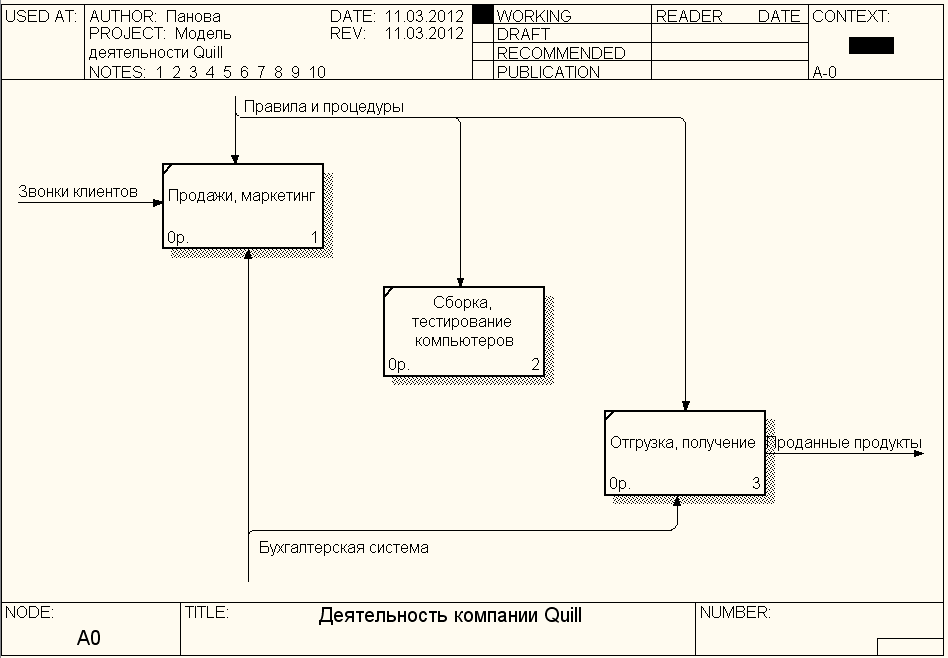 USED AT:
AUTHOR: Панова
DATE: 11.03.2012
PROJECT: Модель
деятельности Quill
REV: 11.03.2012
NOTES: 1 2 3 4 5 6 7 8 9 10
WORKING
DRAFT
RECOMMENDED
PUBLICATION
READER
DATE
CONTEXT:
A-0
Правила и процедуры
Звонки клиентов
Продажи, маркетинг
0р.
1
Сборка,
тестирование
компьютеров
0р.
2
Отгрузка, получение
0р.
3
Проданные продукты
Бухгалтерская система
NODE:
A0
TITLE:
Деятельность компании Quill
NUMBER: